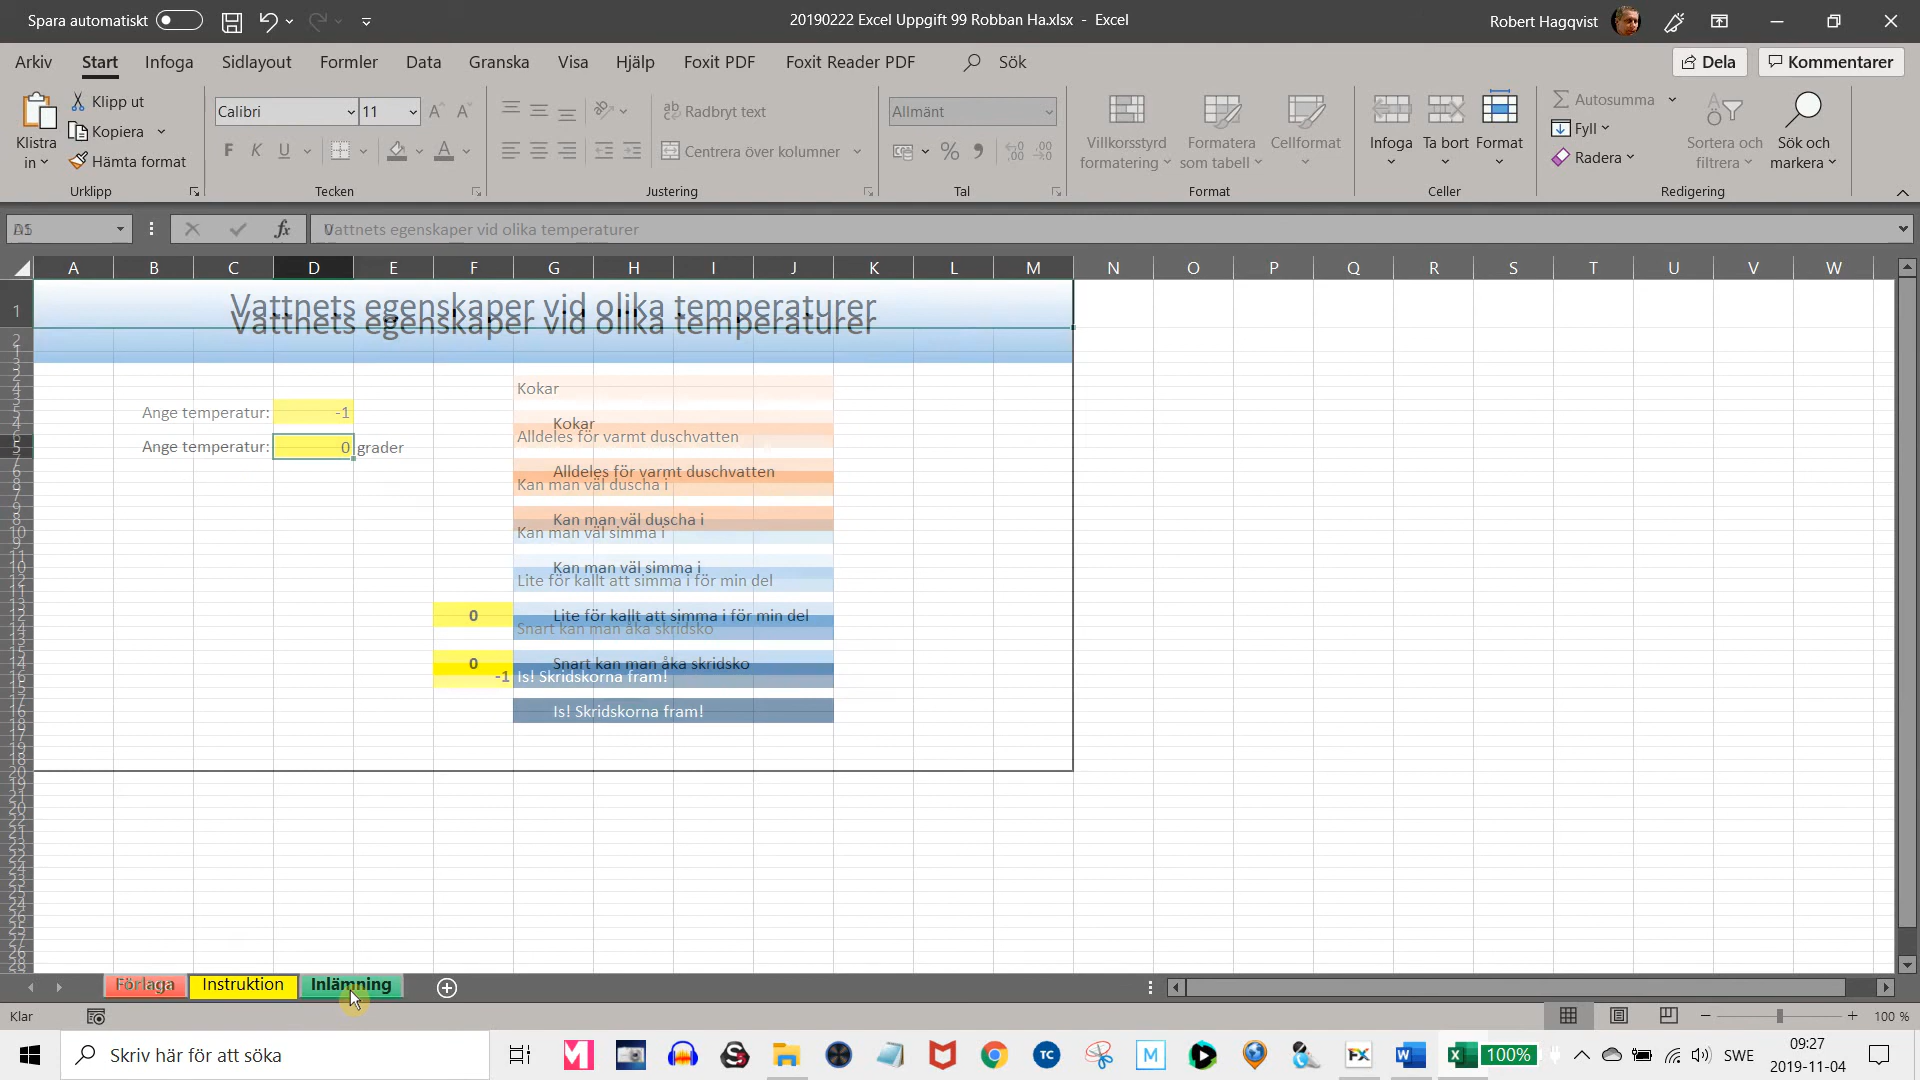 Spara automatiskt
20190222 Excel Uppgift 99 Robban Ha.xlsx - Excel
Robert Hagqvist
Arkiv Start Infoga Sidlayout Formler Data Granska Visa Hjälp Foxit PDF Foxit Reader PDF Sök
Dela Kommentarer
Klistra in
Klipp ut
Kopiera
Hämta format
Urklipp
Calibri 11
F K U
Tecken
Radbryt text
Centrera över kolumner
Justering
Allmänt
Tal
Villkorsstyrd formatering
Formatera som tabell
Cellformat
Format
Infoga
Ta bort
Format
Celler
Autosumma
Fyll
Radera
Sortera och filtrera
Sök och markera
Redigering
Vattnets egenskaper vid olika temperaturer
A B C D E F G H I J K L M N O P Q R S T U V W
Vattnets egenskaper vid olika temperaturer
Vattnets egenskaper vid olika temperaturer
Kokar
Ange temperatur: -1
Kokar
Alldeles för varmt duschvatten
Ange temperatur: 0 grader
Alldeles för varmt duschvatten
Kan man väl duscha i
Kan man väl duscha i
Kan man väl simma i
Kan man väl simma i
Lite för kallt att simma i för min del
0 Lite för kallt att simma i för min del
Snart kan man åka skridsko
0 Snart kan man åka skridsko
-1 Is! Skridskorna fram!
Is! Skridskorna fram!
Förlaga Instruktion Inlämning
Klar
100 %
Skriv här för att söka
100%
SWE
09:27
2019-11-04